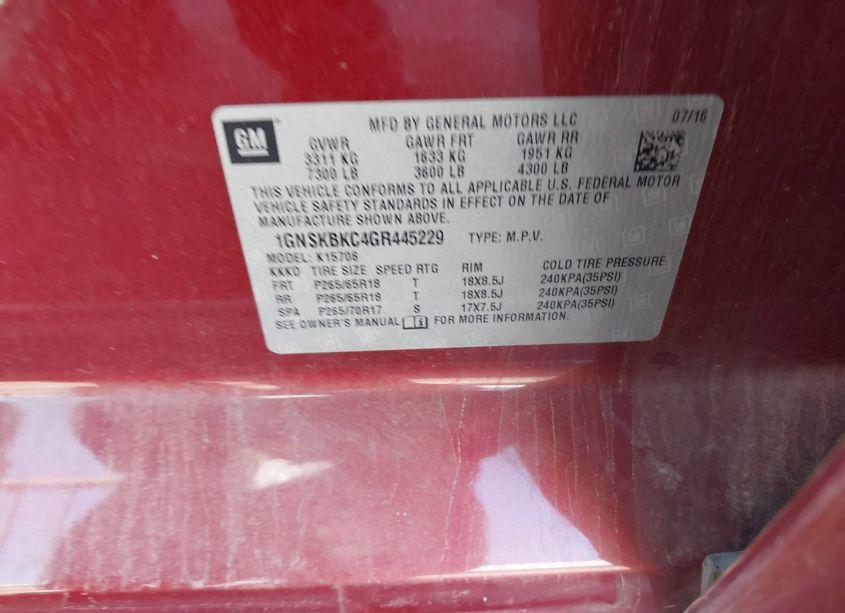 GM
MFD BY GENERAL MOTORS LLC
07/16
GVWR GAWR FRT GAWR RR
3311 KG 1633 KG 1951 KG
7300 LB 3600 LB 4300 LB
THIS VEHICLE CONFORMS TO ALL APPLICABLE U.S. FEDERAL MOTOR
VEHICLE SAFETY STANDARDS IN EFFECT ON THE DATE OF
MANUFACTURE SHOWN ABOVE.
1GNSKBKC4GR445229 TYPE: M.P.V.
MODEL: K15706
KKKD TIRE SIZE SPEED RTG RIM COLD TIRE PRESSURE
FRT P265/65R18 T 18X8.5J 240KPA(35PSI)
RR P265/65R18 T 18X8.5J 240KPA(35PSI)
SPA P265/70R17 S 17X7.5J 240KPA(35PSI)
SEE OWNER'S MANUAL i FOR MORE INFORMATION.